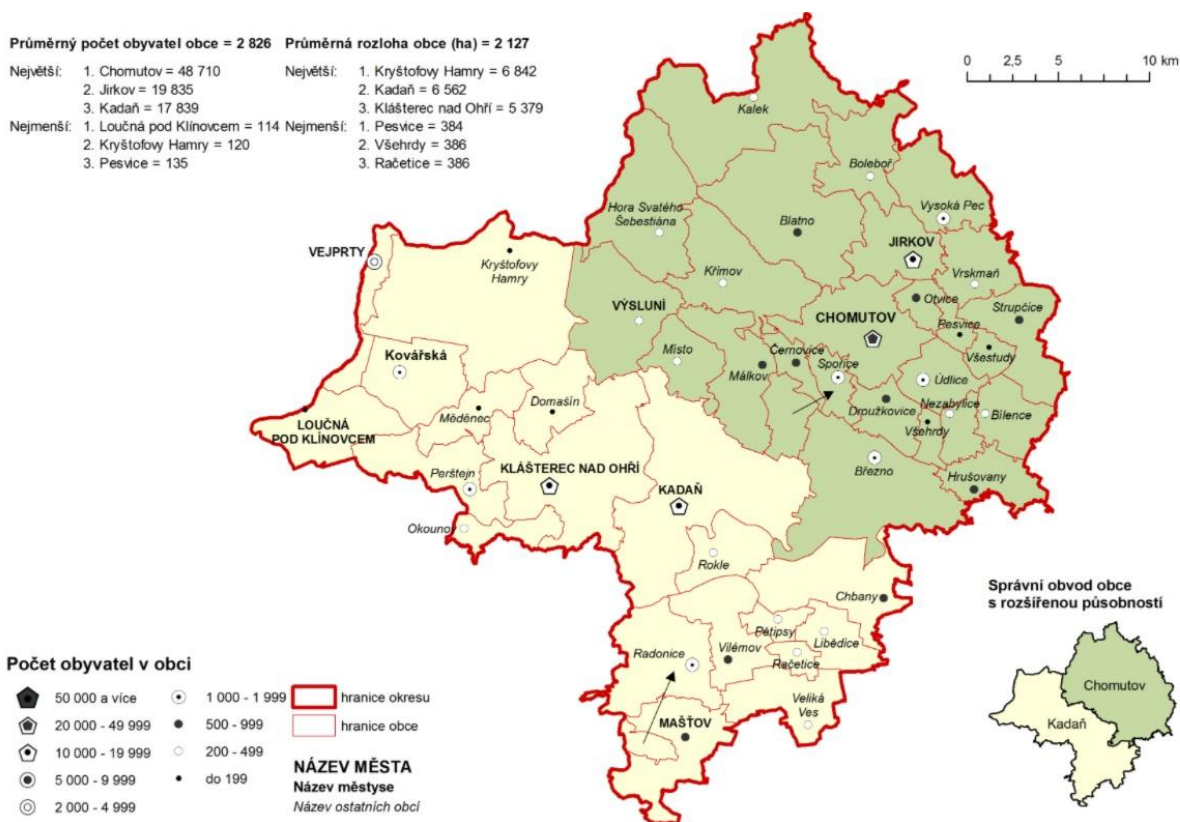 Průměrný počet obyvatel obce = 2 826
Největší: 1. Chomutov = 48 710
2. Jirkov = 19 835
3. Kadaň = 17 839
Nejmenší: 1. Loučná pod Klínovcem = 114
2. Kryštofovy Hamry = 120
3. Pesvice = 135
Průměrná rozloha obce (ha) = 2 127
Největší: 1. Kryštofovy Hamry = 6 842
2. Kadaň = 6 562
3. Klášterec nad Ohří = 5 379
Nejmenší: 1. Pesvice = 384
2. Všehrdy = 386
3. Račetice = 386
0 2,5 5 10 km
Kalek
Boleboř
Hora Svatého
Šebestiána
Blatno
Vysoká Pec
VEJPRTY
Kryštofovy
Hamry
JIRKOV
Křimov
Vrskmaň
VÝSLUNÍ
CHOMUTOV
Otvice
Strupčice
Pesvice
Kovářská
Místo
Málkov
Černovice
Spořice
Všestudy
Údlice
Droužkovice
Nezabylice
Bílence
Všehrdy
LOUČNÁ
POD KLÍNOVCEM
Měděnec
Domašín
Březno
Perštejn
KLÁŠTEREC NAD OHŘÍ
KADAŇ
Hrušovany
Okounov
Rokle
Chbany
Pětipsy
Libědice
Radonice
Vilémov
Račetice
Veliká
Ves
MAŠŤOV
Počet obyvatel v obci
50 000 a více
20 000 - 49 999
10 000 - 19 999
5 000 - 9 999
2 000 - 4 999
1 000 - 1 999
500 - 999
200 - 499
do 199
hranice okresu
hranice obce
NÁZEV MĚSTA
Název městyse
Název ostatních obcí
Správní obvod obce
s rozšířenou působností
Chomutov
Kadaň